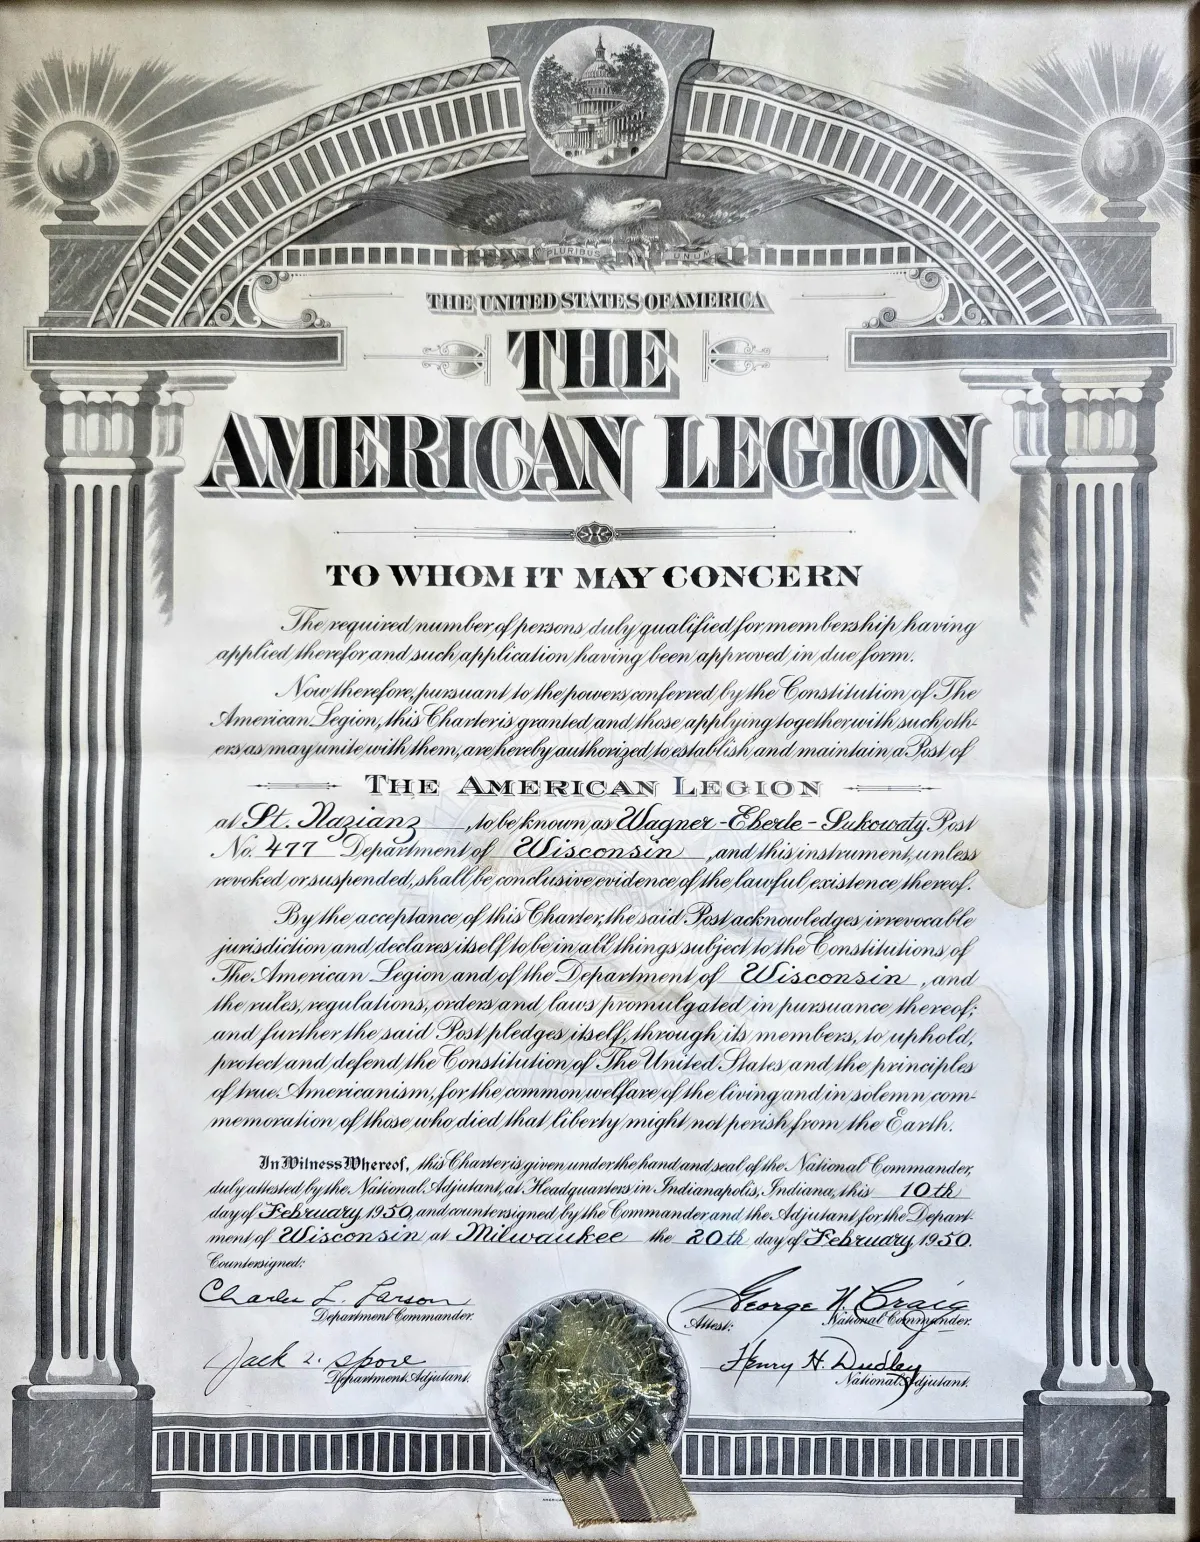 PLURIBUS UNUM
THE UNITED STATES OF AMERICA
THE
AMERICAN LEGION
TO WHOM IT MAY CONCERN
The required number of persons duly qualified for membership having
applied therefor and such application having been approved in due form.
Now therefore, pursuant to the powers conferred by the Constitution of The
American Legion, this Charter is granted and those applying together with such oth-
ers as may unite with them, are hereby authorized to establish and maintain a Post of
THE AMERICAN LEGION
at St. Nazianz, to be known as Wagner-Eberle-Sukowaty Post
No. 477 Department of Wisconsin, and this instrument, unless
revoked or suspended, shall be conclusive evidence of the lawful existence thereof.
By the acceptance of this Charter, the said Post acknowledges irrevocable
jurisdiction and declares itself to be in all things subject to the Constitutions of
The American Legion and of the Department of Wisconsin, and
the rules, regulations, orders and laws promulgated in pursuance thereof;
and further the said Post pledges itself, through its members, to uphold,
protect and defend the Constitution of The United States and the principles
of true Americanism, for the common welfare of the living and in solemn com-
memoration of those who died that liberty might not perish from the Earth.
In Witness Whereof, this Charter is given under the hand and seal of the National Commander,
duly attested by the National Adjutant, at Headquarters in Indianapolis, Indiana, this 10th
day of February 1950, and countersigned by the Commander and the Adjutant for the Depart-
ment of Wisconsin at Milwaukee the 20th day of February, 1950.
Countersigned:
Charles L. Larson
Department Commander.
George N. Craig
Attest: National Commander.
Jack L. Spore
Department Adjutant.
Henry H. Dudley
National Adjutant.